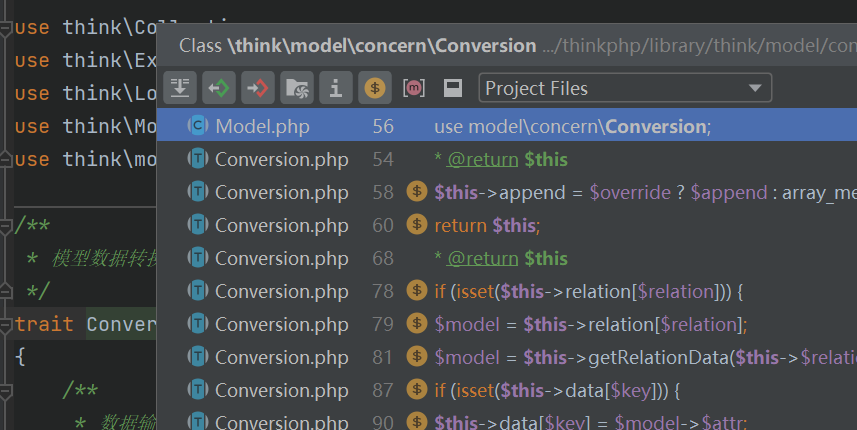 use think\Collection
use think\Ex
use think\Lo
use think\Mo
use think\mo
/**
* 模型数据转换
*/
trait Conver
{
/**
* 数据输
Class \think\model\concern\Conversion .../thinkphp/library/think/model/con
Project Files
Model.php 56 use model\concern\Conversion;
Conversion.php 54 * @return $this
Conversion.php 58 $this->append = $override ? $append : array_me
Conversion.php 60 return $this;
Conversion.php 68 * @return $this
Conversion.php 78 if (isset($this->relation[$relation])) {
Conversion.php 79 $model = $this->relation[$relation];
Conversion.php 81 $model = $this->getRelationData($this->$relatio
Conversion.php 87 if (isset($this->data[$key])) {
Conversion.php 90 $this->data[$key] = $model->$attr;